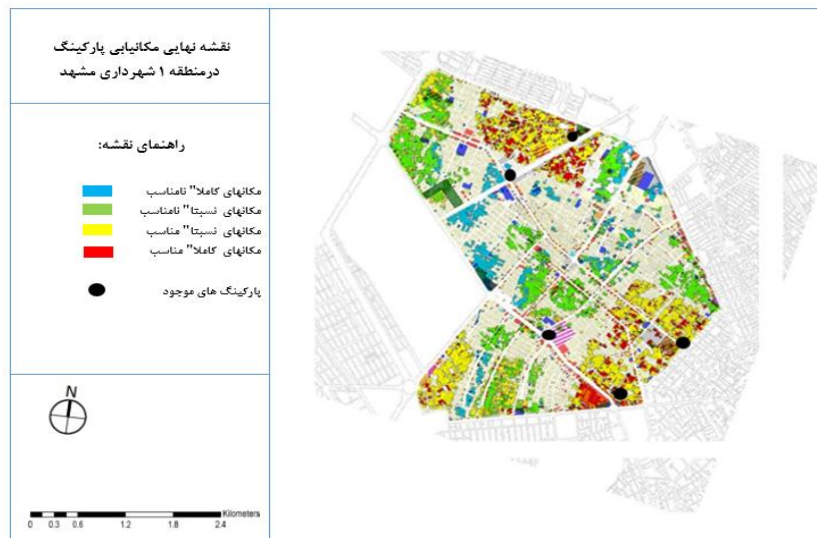 نقشه نهایی مکانیابی پارکینگ
درمنطقه ۱ شهرداری مشهد
راهنمای نقشه:
مکانهای کاملا" نامناسب
مکانهای نسبتا" نامناسب
مکانهای نسبتا" مناسب
مکانهای کاملا" مناسب
پارکینگ های موجود
N
Kilometers
0 0.3 0.6 1.2 1.8 2.4